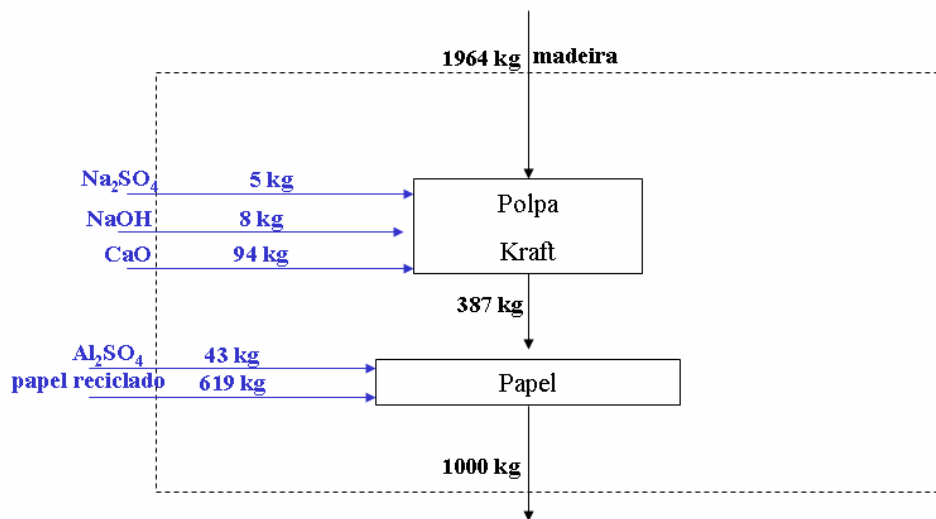 1964 kg madeira
Na₂SO₄ 5 kg
NaOH 8 kg
CaO 94 kg
Polpa
Kraft
387 kg
Al₂SO₄ 43 kg
papel reciclado 619 kg
Papel
1000 kg